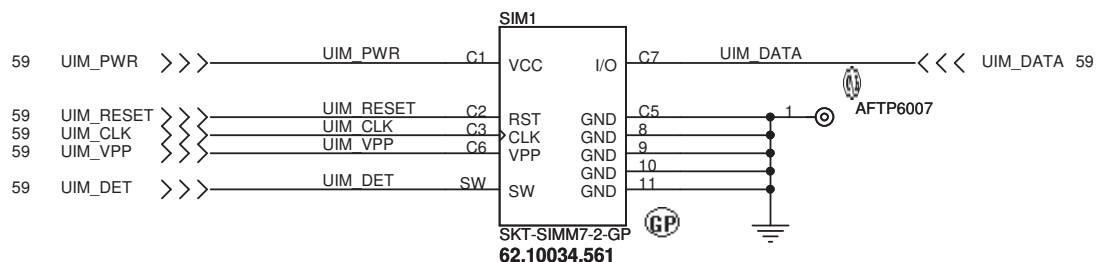 SIM1
59 UIM_PWR UIM_PWR C1 VCC I/O C7 UIM_DATA UIM_DATA 59
59 UIM_RESET UIM_RESET C2 RST GND C5 1 AFTP6007
59 UIM_CLK UIM_CLK C3 CLK GND 8
59 UIM_VPP UIM_VPP C6 VPP GND 9
GND 10
59 UIM_DET UIM_DET SW SW GND 11
GP
SKT-SIMM7-2-GP
62.10034.561